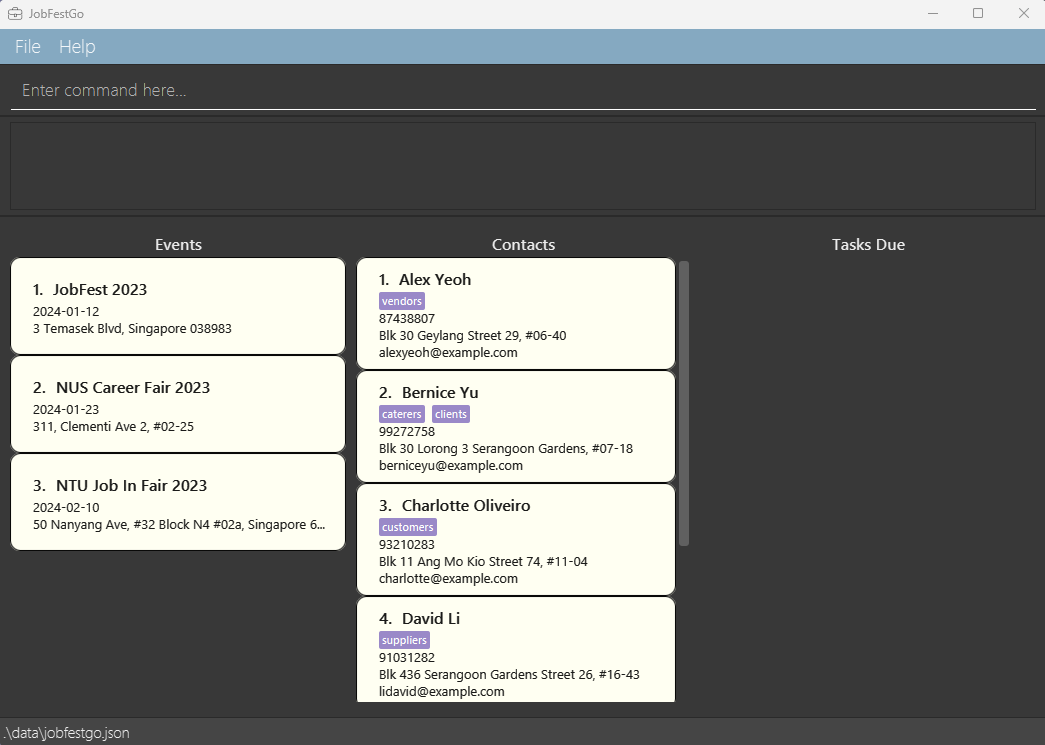 JobFestGo
File Help
Enter command here...
Events
1. JobFest 2023
2024-01-12
3 Temasek Blvd, Singapore 038983
2. NUS Career Fair 2023
2024-01-23
311, Clementi Ave 2, #02-25
3. NTU Job In Fair 2023
2024-02-10
50 Nanyang Ave, #32 Block N4 #02a, Singapore 6...
Contacts
1. Alex Yeoh
vendors
87438807
Blk 30 Geylang Street 29, #06-40
alexyeoh@example.com
2. Bernice Yu
caterers clients
99272758
Blk 30 Lorong 3 Serangoon Gardens, #07-18
berniceyu@example.com
3. Charlotte Oliveiro
customers
93210283
Blk 11 Ang Mo Kio Street 74, #11-04
charlotte@example.com
4. David Li
suppliers
91031282
Blk 436 Serangoon Gardens Street 26, #16-43
lidavid@example.com
Tasks Due
.\data\jobfestgo.json